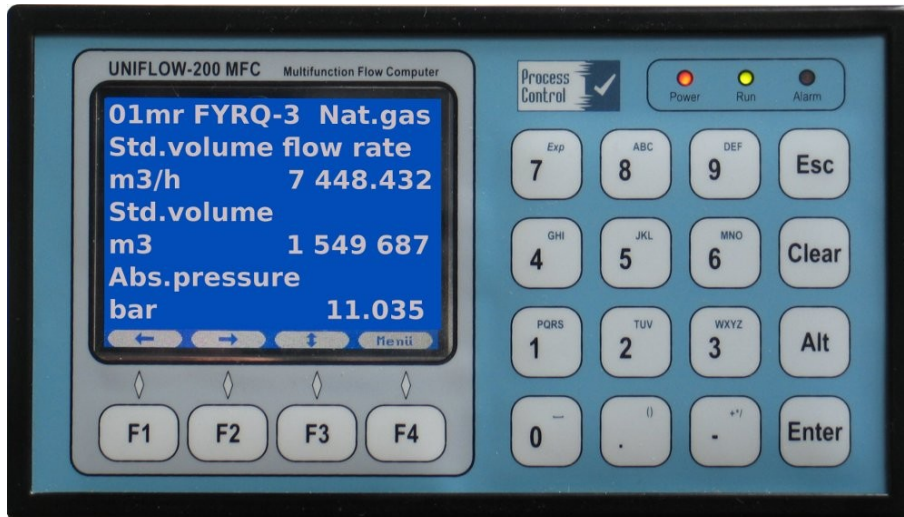 UNIFLOW-200 MFC Multifunction Flow Computer
01mr FYRQ-3 Nat.gas
Std.volume flow rate
m3/h 7 448.432
Std.volume
m3 1 549 687
Abs.pressure
bar 11.035
← → ↕ Menü
F1 F2 F3 F4
Process
Control
Power Run Alarm
Exp ABC DEF
7 8 9 Esc
GHI JKL MNO
4 5 6 Clear
PQRS TUV WXYZ
1 2 3 Alt
_ () +*/
0 . - Enter